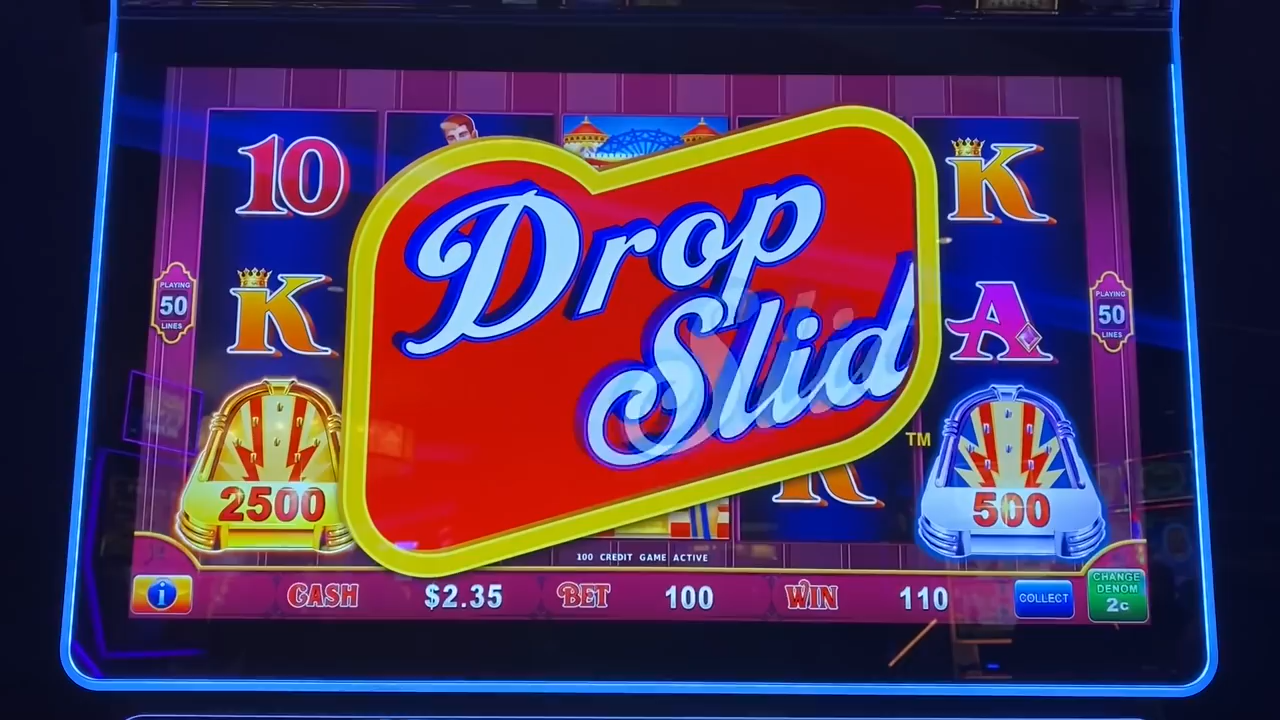 10
K
Drop
Slid
TM
K
A
PLAYING
50
LINES
PLAYING
50
LINES
2500
500
100 CREDIT GAME ACTIVE
i
CASH $2.35 BET 100 WIN 110
COLLECT
CHANGE
DENOM
2c